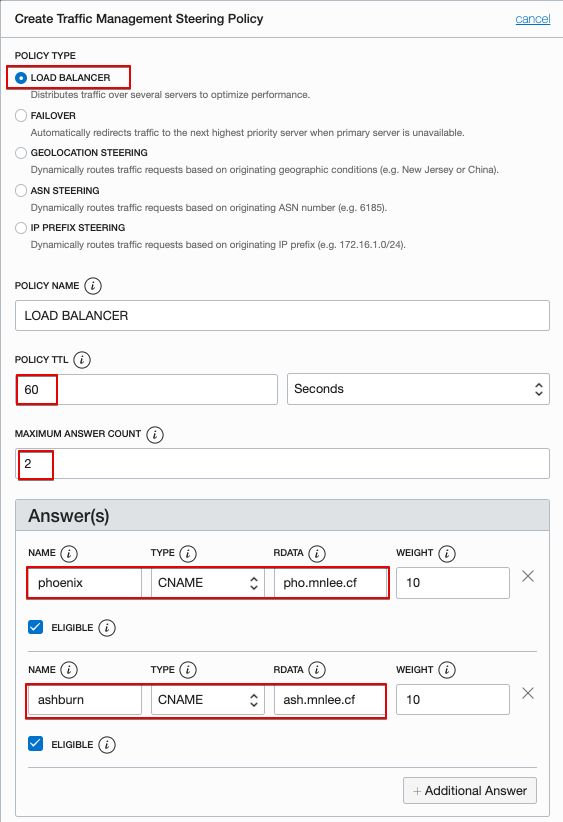 Create Traffic Management Steering Policy cancel
POLICY TYPE
LOAD BALANCER
Distributes traffic over several servers to optimize performance.
FAILOVER
Automatically redirects traffic to the next highest priority server when primary server is unavailable.
GEOLOCATION STEERING
Dynamically routes traffic requests based on originating geographic conditions (e.g. New Jersey or China).
ASN STEERING
Dynamically routes traffic requests based on originating ASN number (e.g. 6185).
IP PREFIX STEERING
Dynamically routes traffic requests based on originating IP prefix (e.g. 172.16.1.0/24).
POLICY NAME i
LOAD BALANCER
POLICY TTL i
60 Seconds
MAXIMUM ANSWER COUNT i
2
Answer(s)
NAME i TYPE i RDATA i WEIGHT i
phoenix CNAME pho.mnlee.cf 10
ELIGIBLE i
NAME i TYPE i RDATA i WEIGHT i
ashburn CNAME ash.mnlee.cf 10
ELIGIBLE i
+ Additional Answer